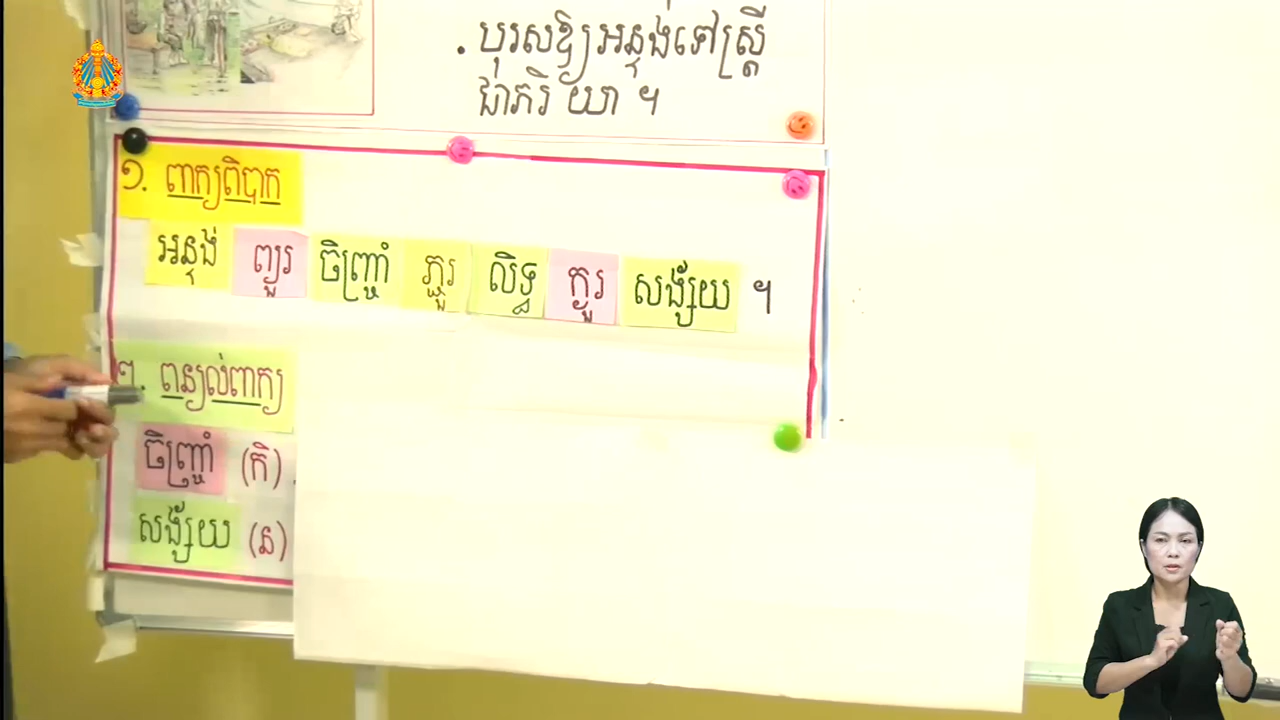 . បុរសឱ្យអន្ទង់ទៅស្ត្រី
ជាភរិយា ។
១. ពាក្យពិបាក
អន្ទង់ ព្យួរ ចិញ្ច្រាំ ភ្ជួរ លិទ្ធ ក្ងួរ សង្ស័យ ។
២. ពន្យល់ពាក្យ
ចិញ្ច្រាំ (កិ) .
សង្ស័យ (ន)